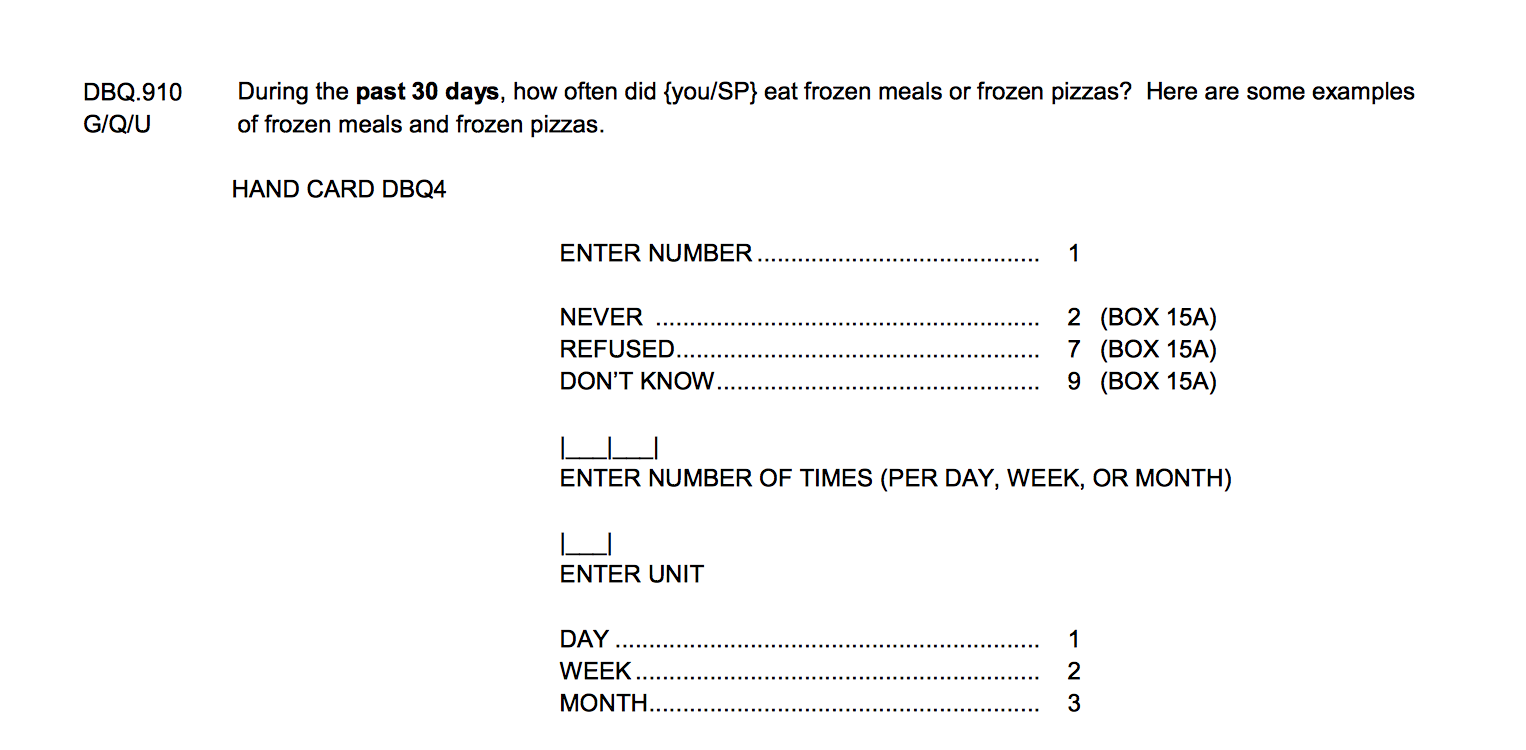 DBQ.910 During the past 30 days, how often did {you/SP} eat frozen meals or frozen pizzas? Here are some examples
G/Q/U of frozen meals and frozen pizzas.
HAND CARD DBQ4
ENTER NUMBER.......................................... 1
NEVER ......................................................... 2 (BOX 15A)
REFUSED...................................................... 7 (BOX 15A)
DON'T KNOW................................................ 9 (BOX 15A)
|___|___|
ENTER NUMBER OF TIMES (PER DAY, WEEK, OR MONTH)
|___|
ENTER UNIT
DAY ............................................................... 1
WEEK............................................................ 2
MONTH.......................................................... 3